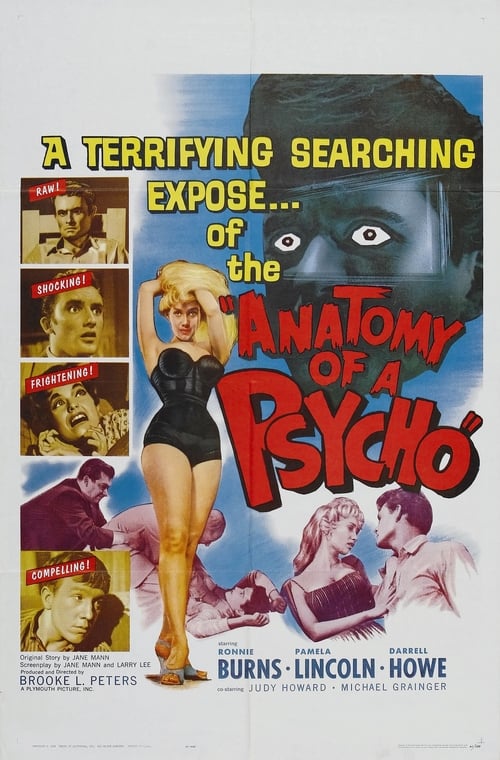 A TERRIFYING SEARCHING
EXPOSE...
of
the
"ANATOMY
OF A
PSYCHO"
RAW!
SHOCKING!
FRIGHTENING!
COMPELLING!
Original Story by JANE MANN
Screenplay by JANE MANN and LARRY LEE
Produced and Directed by
BROOKE L. PETERS
A PLYMOUTH PICTURE, INC.
starring
RONNIE PAMELA DARRELL
BURNS · LINCOLN · HOWE
co-starring JUDY HOWARD · MICHAEL GRAINGER